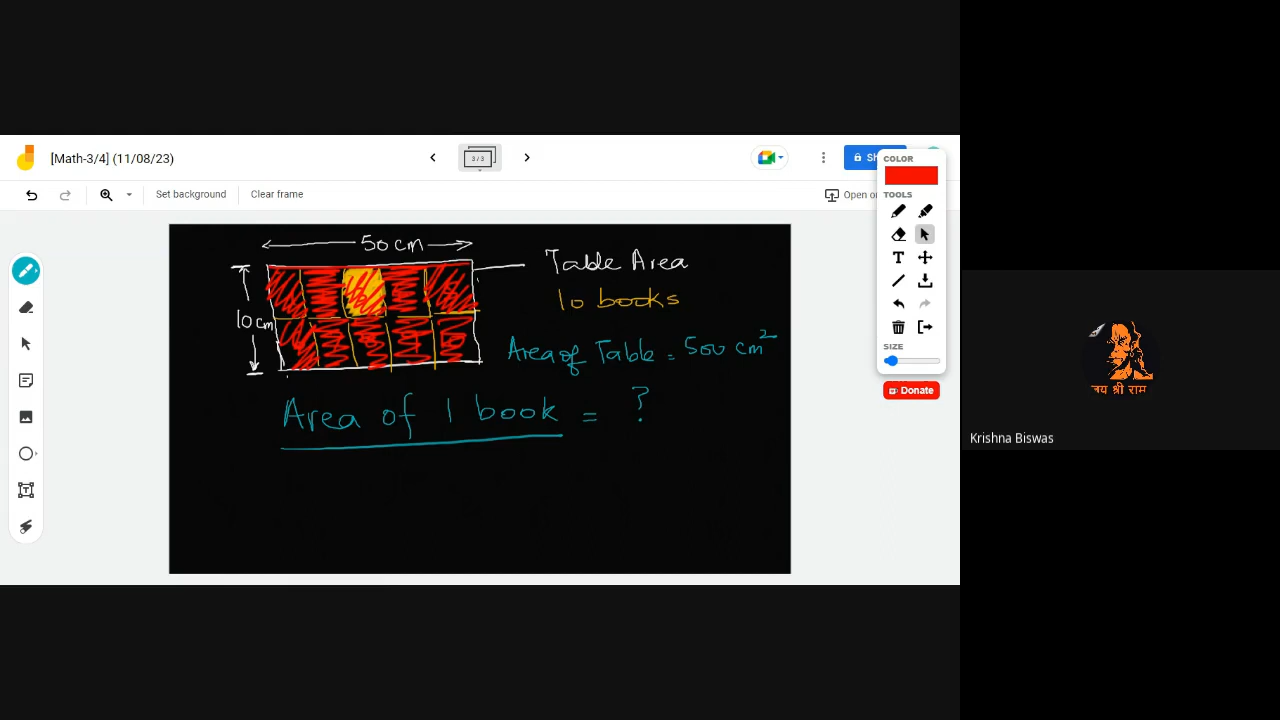 [Math-3/4] (11/08/23)
3/3
Sh
Set background
Clear frame
Open o
COLOR
TOOLS
T
SIZE
Donate
50 cm
10 cm
Table Area
10 books
Area of Table = 500 cm²
Area of 1 book = ?
जय श्री राम
Krishna Biswas